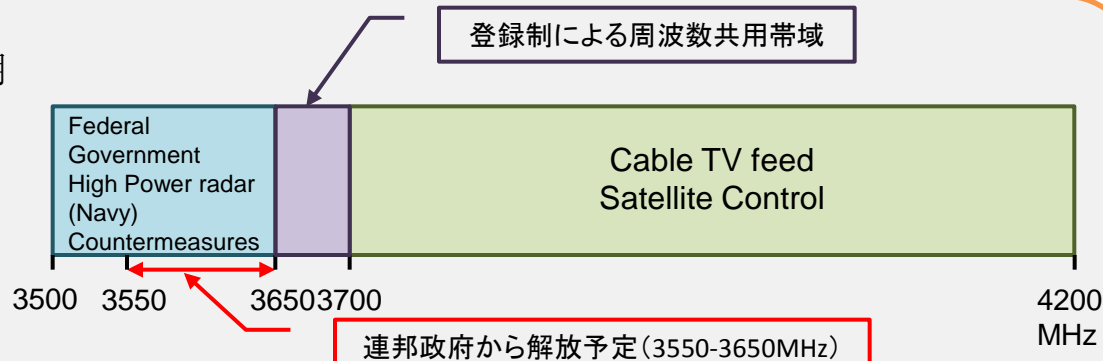 登録制による周波数共用帯域
Federal
Government
High Power radar
(Navy)
Countermeasures
Cable TV feed
Satellite Control
3500 3550 3650 3700 4200
MHz
連邦政府から解放予定(3550-3650MHz)